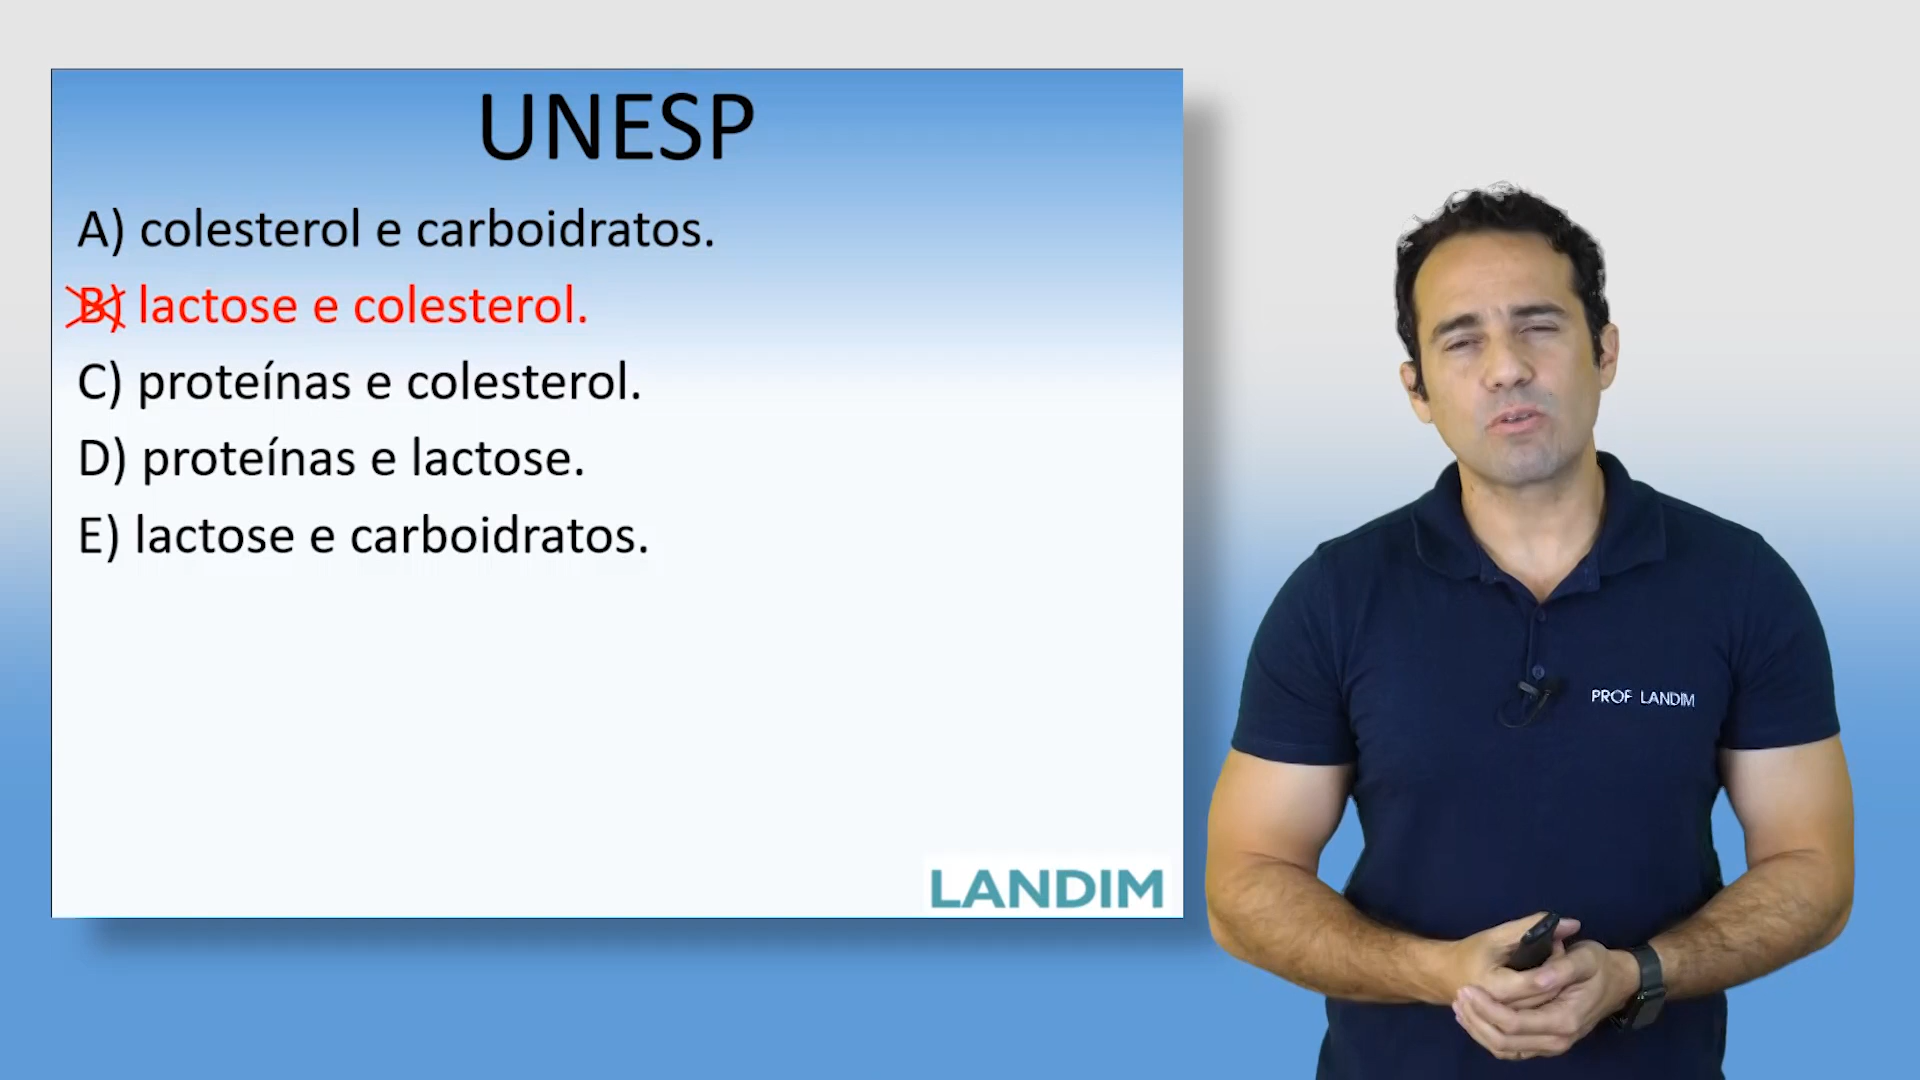 UNESP
A) colesterol e carboidratos.
B) lactose e colesterol.
C) proteínas e colesterol.
D) proteínas e lactose.
E) lactose e carboidratos.
LANDIM
PROF LANDIM